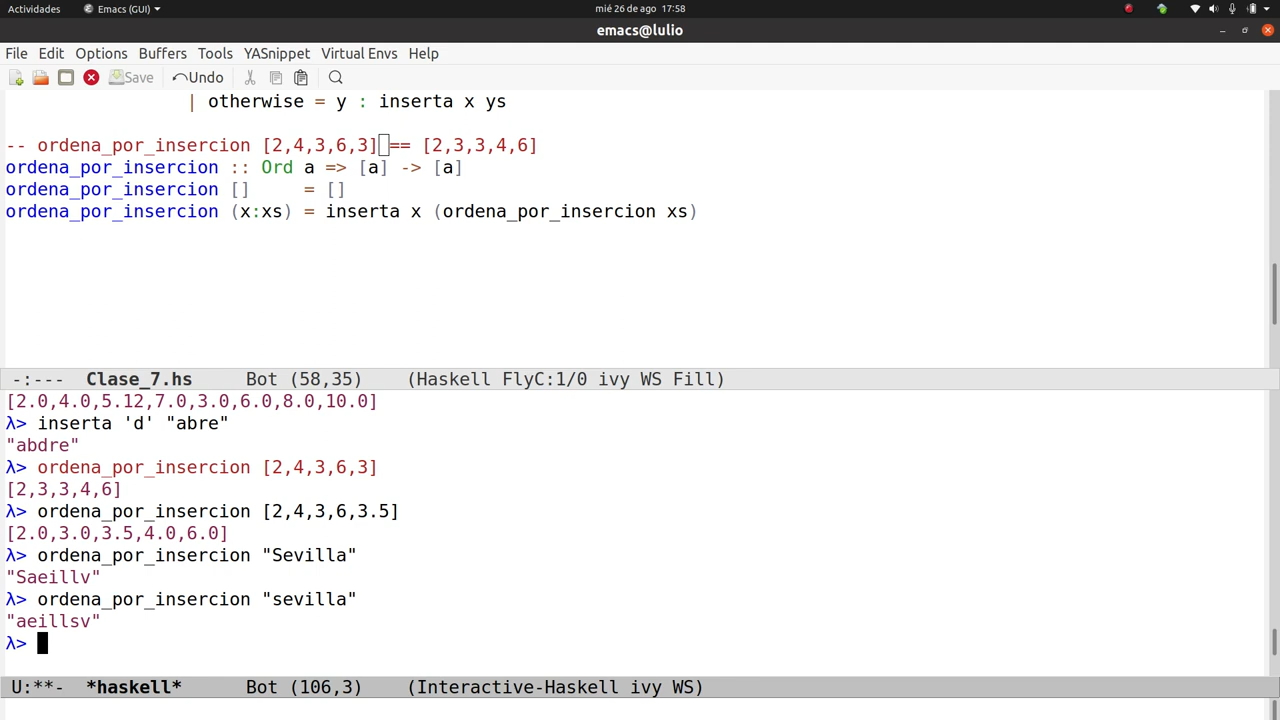 Actividades Emacs (GUI) mié 26 de ago 17:58
emacs@lulio
File Edit Options Buffers Tools YASnippet Virtual Envs Help
Save Undo
| otherwise = y : inserta x ys
-- ordena_por_insercion [2,4,3,6,3] == [2,3,3,4,6]
ordena_por_insercion :: Ord a => [a] -> [a]
ordena_por_insercion [] = []
ordena_por_insercion (x:xs) = inserta x (ordena_por_insercion xs)
-:--- Clase_7.hs Bot (58,35) (Haskell FlyC:1/0 ivy WS Fill)
[2.0,4.0,5.12,7.0,3.0,6.0,8.0,10.0]
λ> inserta 'd' "abre"
"abdre"
λ> ordena_por_insercion [2,4,3,6,3]
[2,3,3,4,6]
λ> ordena_por_insercion [2,4,3,6,3.5]
[2.0,3.0,3.5,4.0,6.0]
λ> ordena_por_insercion "Sevilla"
"Saeillv"
λ> ordena_por_insercion "sevilla"
"aeillsv"
λ>
U:**- *haskell* Bot (106,3) (Interactive-Haskell ivy WS)